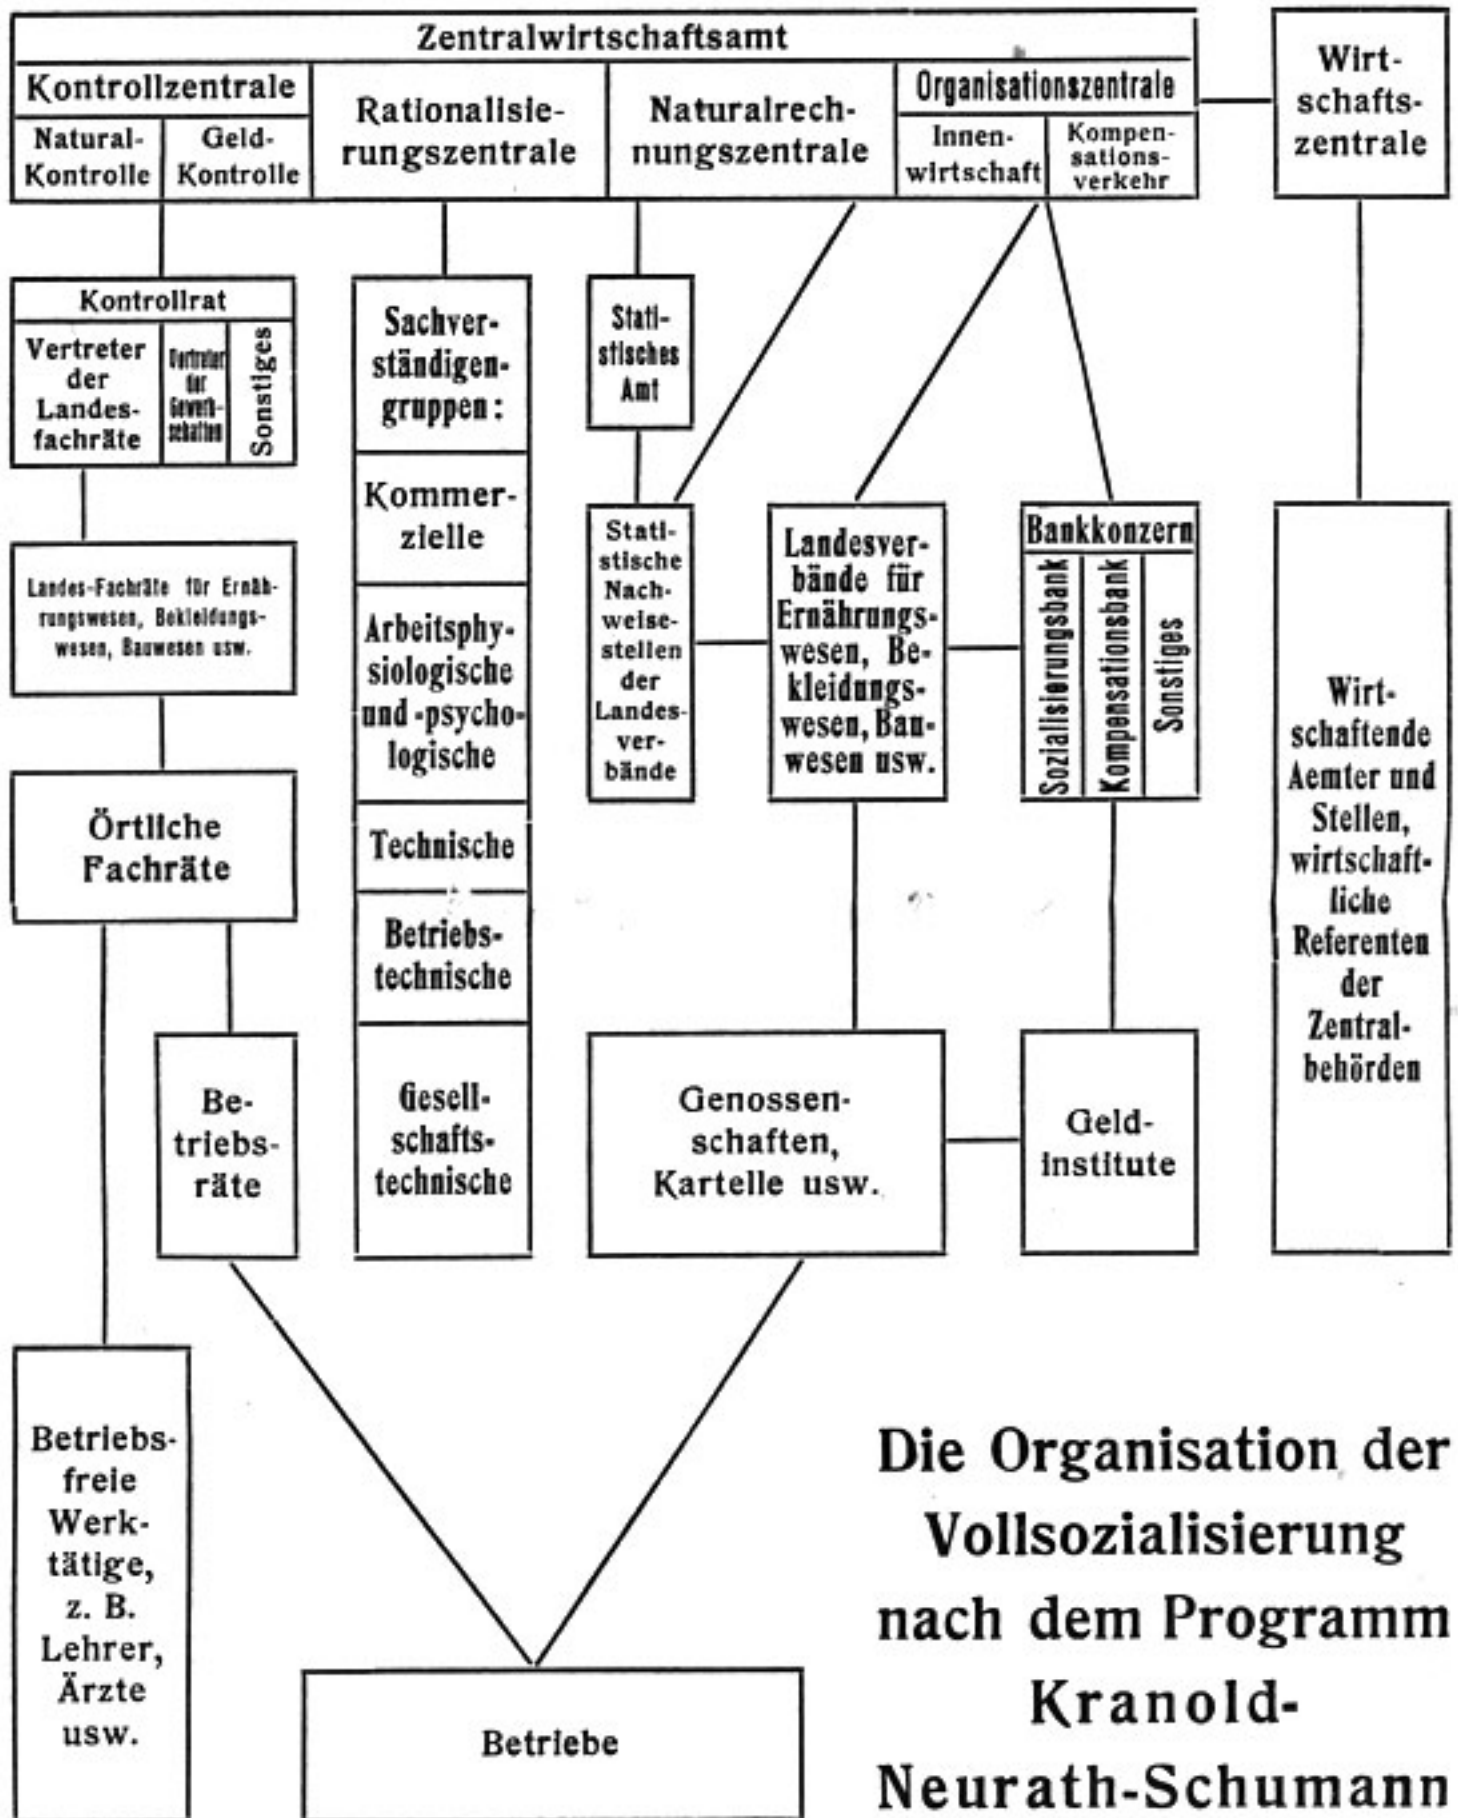 Zentralwirtschaftsamt
Kontrollzentrale
Natural-
Kontrolle
Geld-
Kontrolle
Rationalisie-
rungszentrale
Naturalrech-
nungszentrale
Organisationszentrale
Innen-
wirtschaft
Kompen-
sations-
verkehr
Wirt-
schafts-
zentrale
Kontrollrat
Vertreter
der
Landes-
fachräte
Vertreter
der
Gewerk-
schaften
Sonstiges
Landes-Fachräte für Ernäh-
rungswesen, Bekleidungs-
wesen, Bauwesen usw.
Örtliche
Fachräte
Be-
triebs-
räte
Betriebs-
freie
Werk-
tätige,
z. B.
Lehrer,
Ärzte
usw.
Sachver-
ständigen-
gruppen:
Kommer-
zielle
Arbeitsphy-
siologische
und -psycho-
logische
Technische
Betriebs-
technische
Gesell-
schafts-
technische
Stati-
stisches
Amt
Stati-
stische
Nach-
weise-
stellen
der
Landes-
ver-
bände
Landesver-
bände für
Ernährungs-
wesen, Be-
kleidungs-
wesen, Bau-
wesen usw.
Bankkonzern
Sozialisierungsbank
Kompensationsbank
Sonstiges
Genossen-
schaften,
Kartelle usw.
Geld-
institute
Wirt-
schaftende
Aemter und
Stellen,
wirtschaft-
liche
Referenten
der
Zentral-
behörden
Betriebe
Die Organisation der
Vollsozialisierung
nach dem Programm
Kranold-
Neurath-Schumann